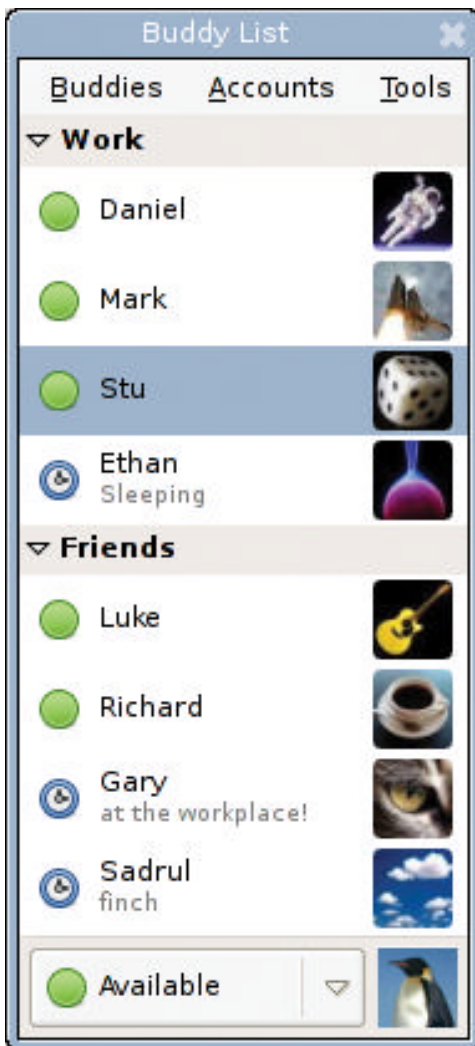 Buddy List
Buddies Accounts Tools
Work
Daniel
Mark
Stu
Ethan
Sleeping
Friends
Luke
Richard
Gary
at the workplace!
Sadrul
finch
Available